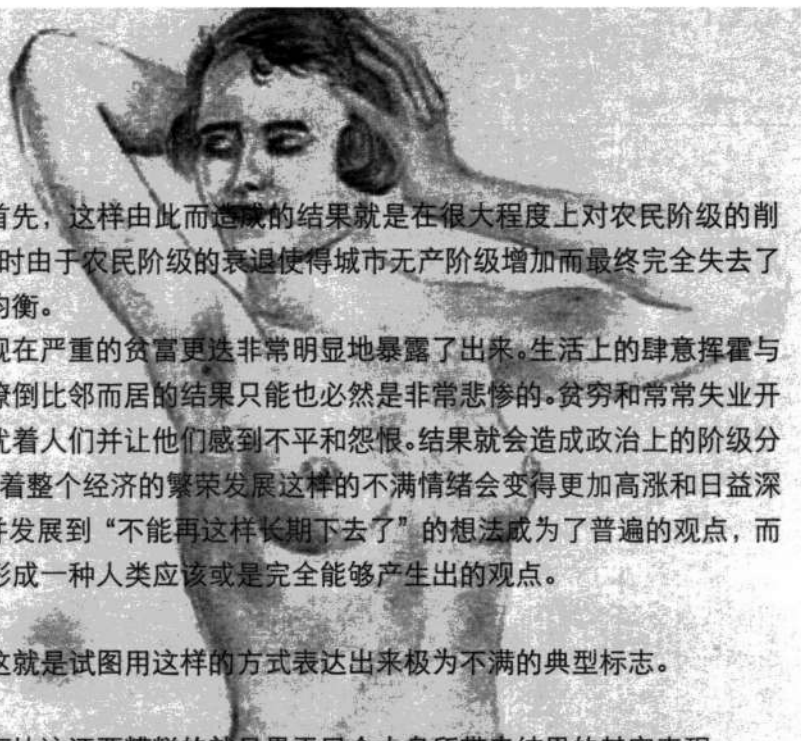 首先，这样由此而造成的结果就是在很大程度上对农民阶级的削
时由于农民阶级的衰退使得城市无产阶级增加而最终完全失去了
均衡。
现在严重的贫富更迭非常明显地暴露了出来。生活上的肆意挥霍与
潦倒比邻而居的结果只能也必然是非常悲惨的。贫穷和常常失业开
扰着人们并让他们感到不平和怨恨。结果就会造成政治上的阶级分
着整个经济的繁荣发展这样的不满情绪会变得更加高涨和日益深
并发展到“不能再这样长期下去了”的想法成为了普遍的观点，而
形成一种人类应该或是完全能够产生出的观点。
这就是试图用这样的方式表达出来极为不满的典型标志。